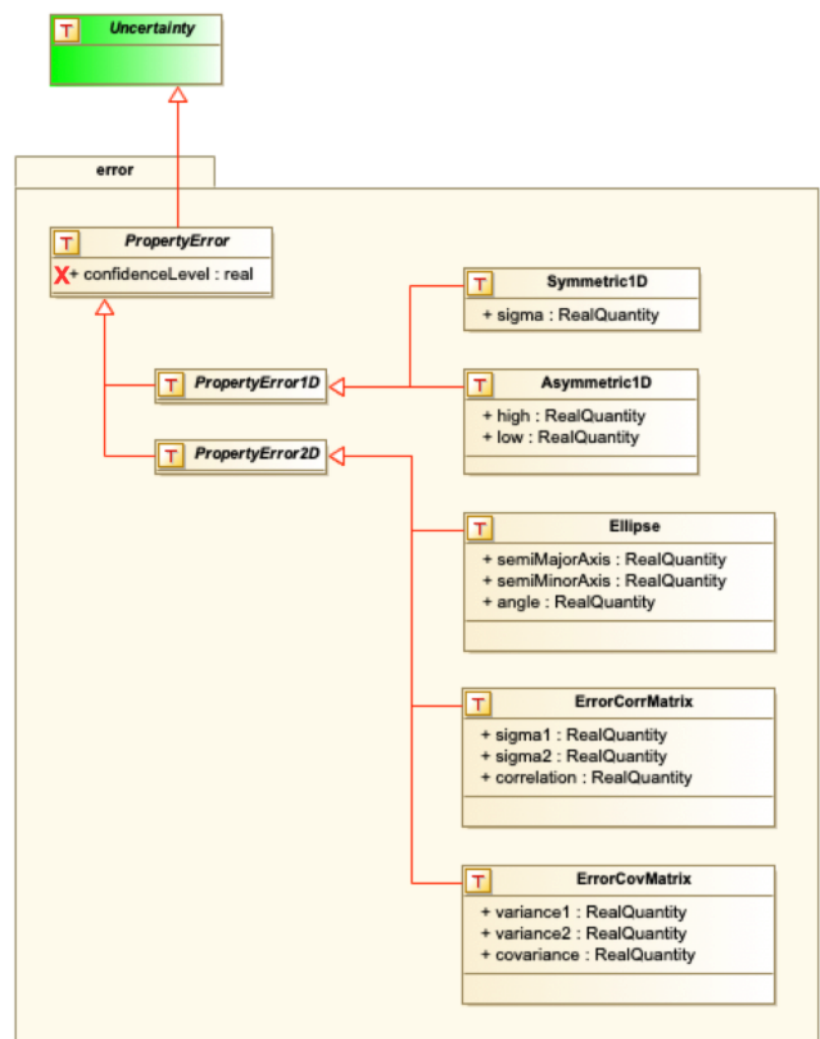 T Uncertainty
error
T PropertyError
X + confidenceLevel : real
T Symmetric1D
+ sigma : RealQuantity
T PropertyError1D
T Asymmetric1D
+ high : RealQuantity
+ low : RealQuantity
T PropertyError2D
T Ellipse
+ semiMajorAxis : RealQuantity
+ semiMinorAxis : RealQuantity
+ angle : RealQuantity
T ErrorCorrMatrix
+ sigma1 : RealQuantity
+ sigma2 : RealQuantity
+ correlation : RealQuantity
T ErrorCovMatrix
+ variance1 : RealQuantity
+ variance2 : RealQuantity
+ covariance : RealQuantity